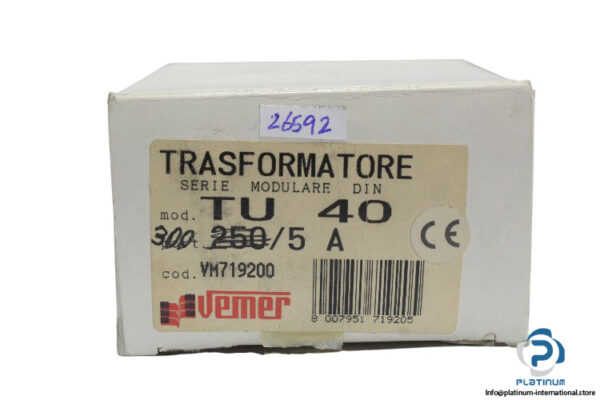 26592
TRASFORMATORE
SERIE MODULARE DIN
mod. TU 40
300 250/5 A
cod. VM719200
CE
vemer
8 007951 719205
PLATINUM
https://platinum-international.store